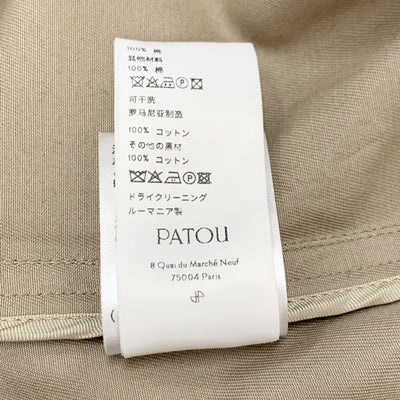 100% 棉
其他材料
100% 棉
可干洗
罗马尼亚制造
100% コットン
その他の素材
100% コットン
ドライクリーニング
ルーマニア製
PATOU
8 Quai du Marché Neuf
75004 Paris